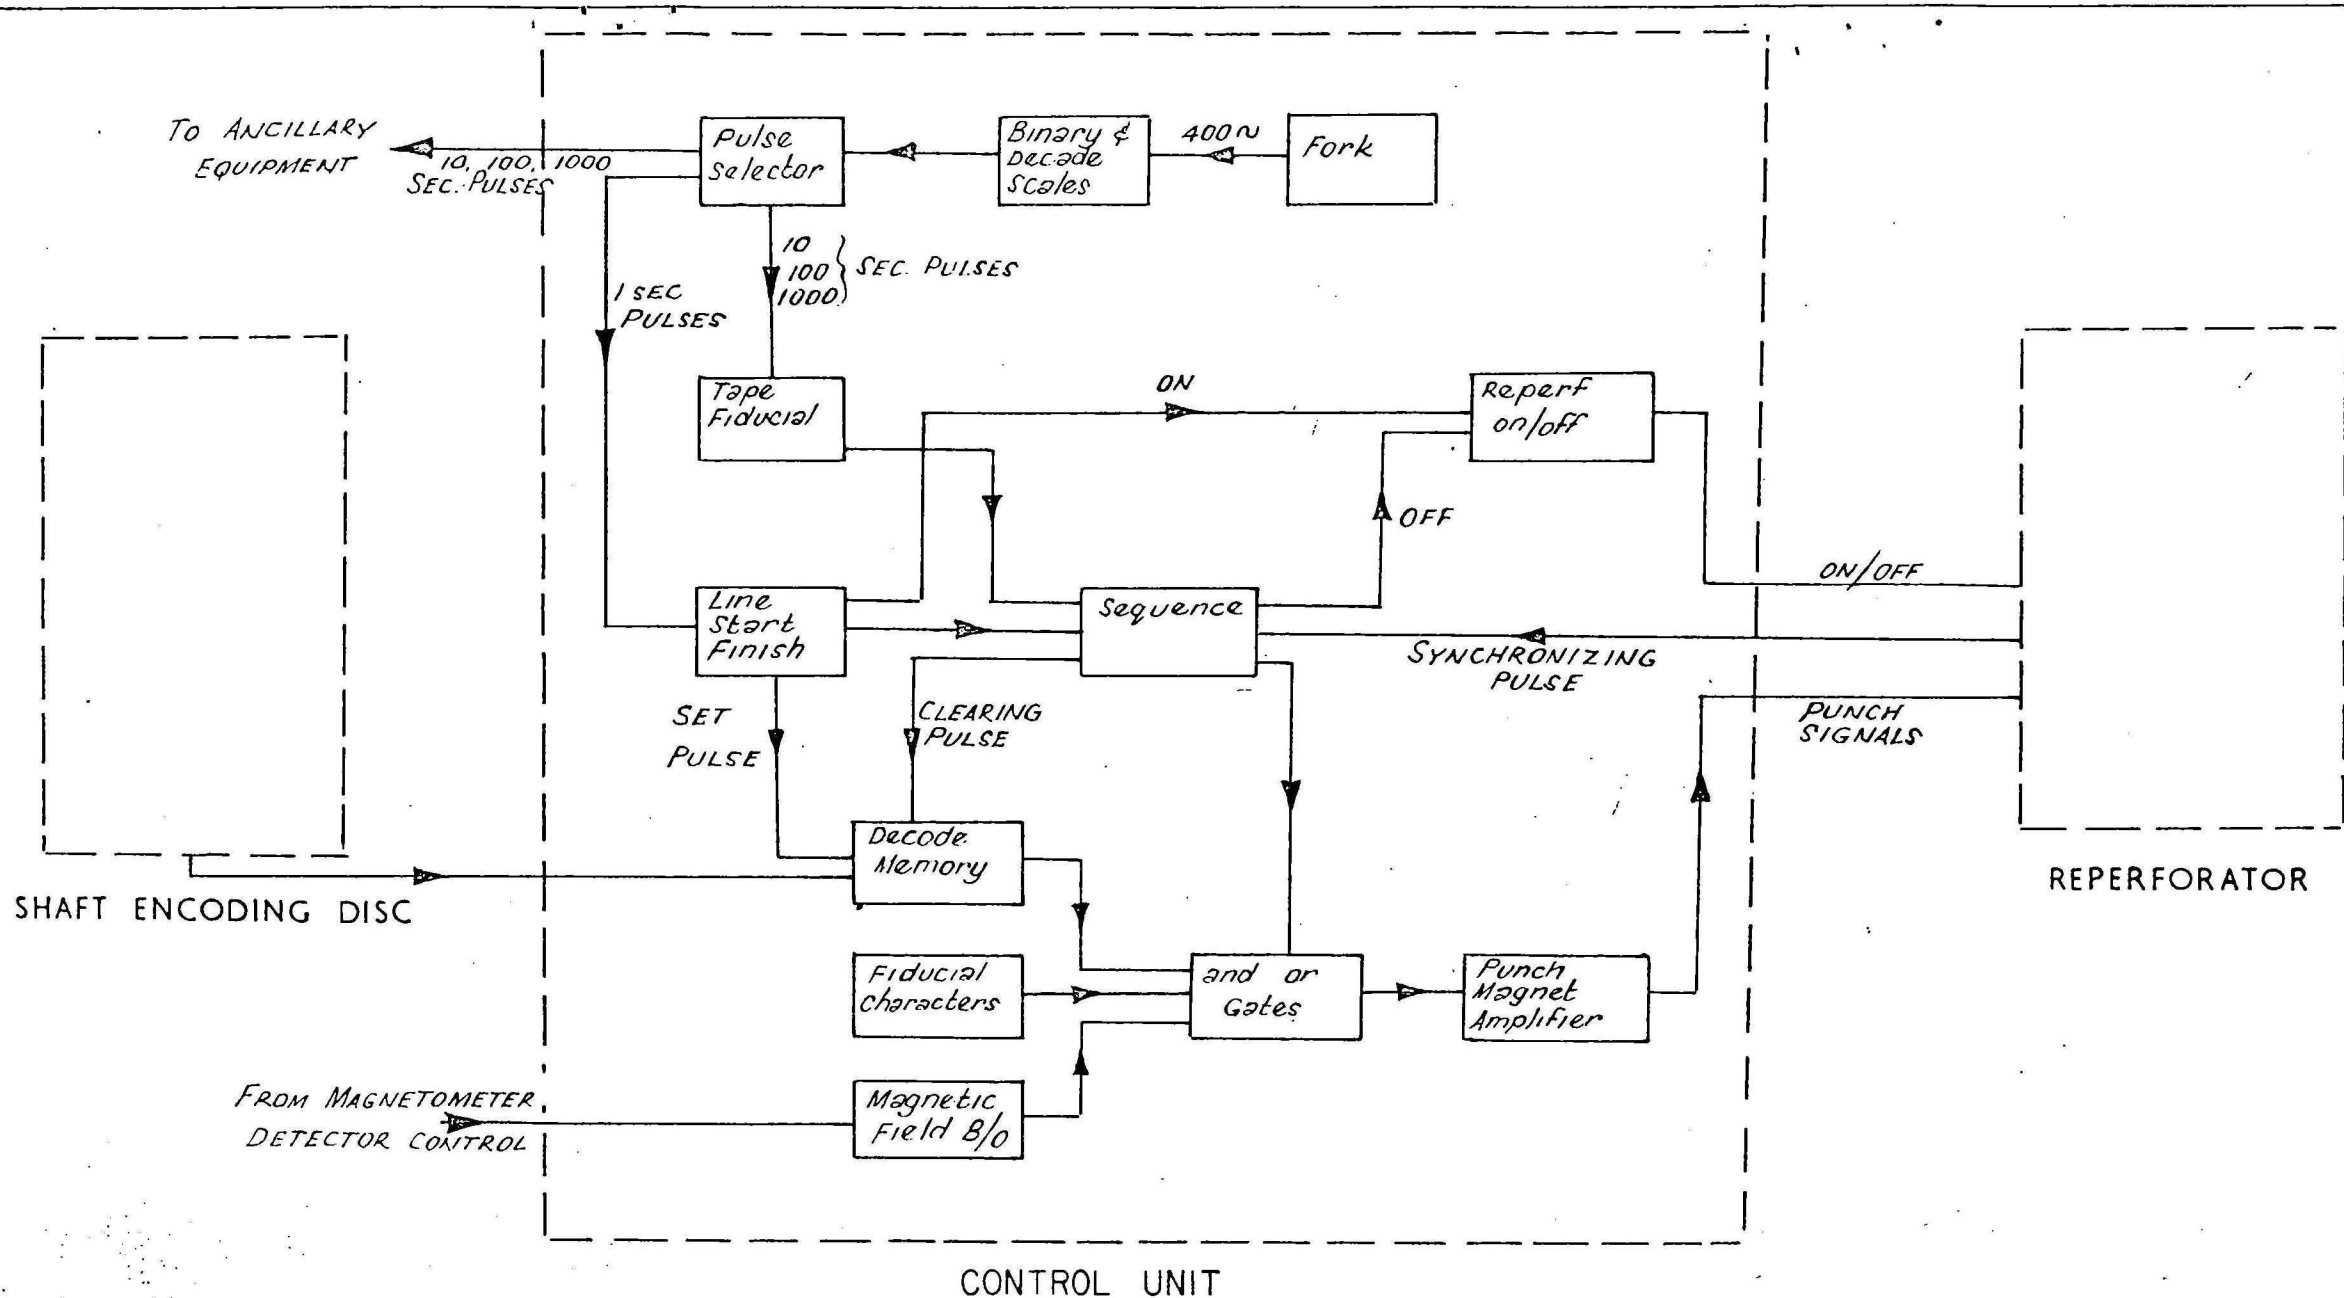 To ANCILLARY
EQUIPMENT
10, 100, 1000
SEC. PULSES
Pulse
Selector
Binary &
Decade
Scales
400~
Fork
10
100
1000
SEC. PULSES
1 SEC
PULSES
Tape
Fiducial
ON
Reperf
on/off
OFF
ON/OFF
Line
Start
Finish
Sequence
SYNCHRONIZING
PULSE
SET
PULSE
CLEARING
PULSE
PUNCH
SIGNALS
Decode
Memory
SHAFT ENCODING DISC
REPERFORATOR
Fiducial
Characters
and or
Gates
Punch
Magnet
Amplifier
FROM MAGNETOMETER
DETECTOR CONTROL
Magnetic
Field B/O
CONTROL UNIT